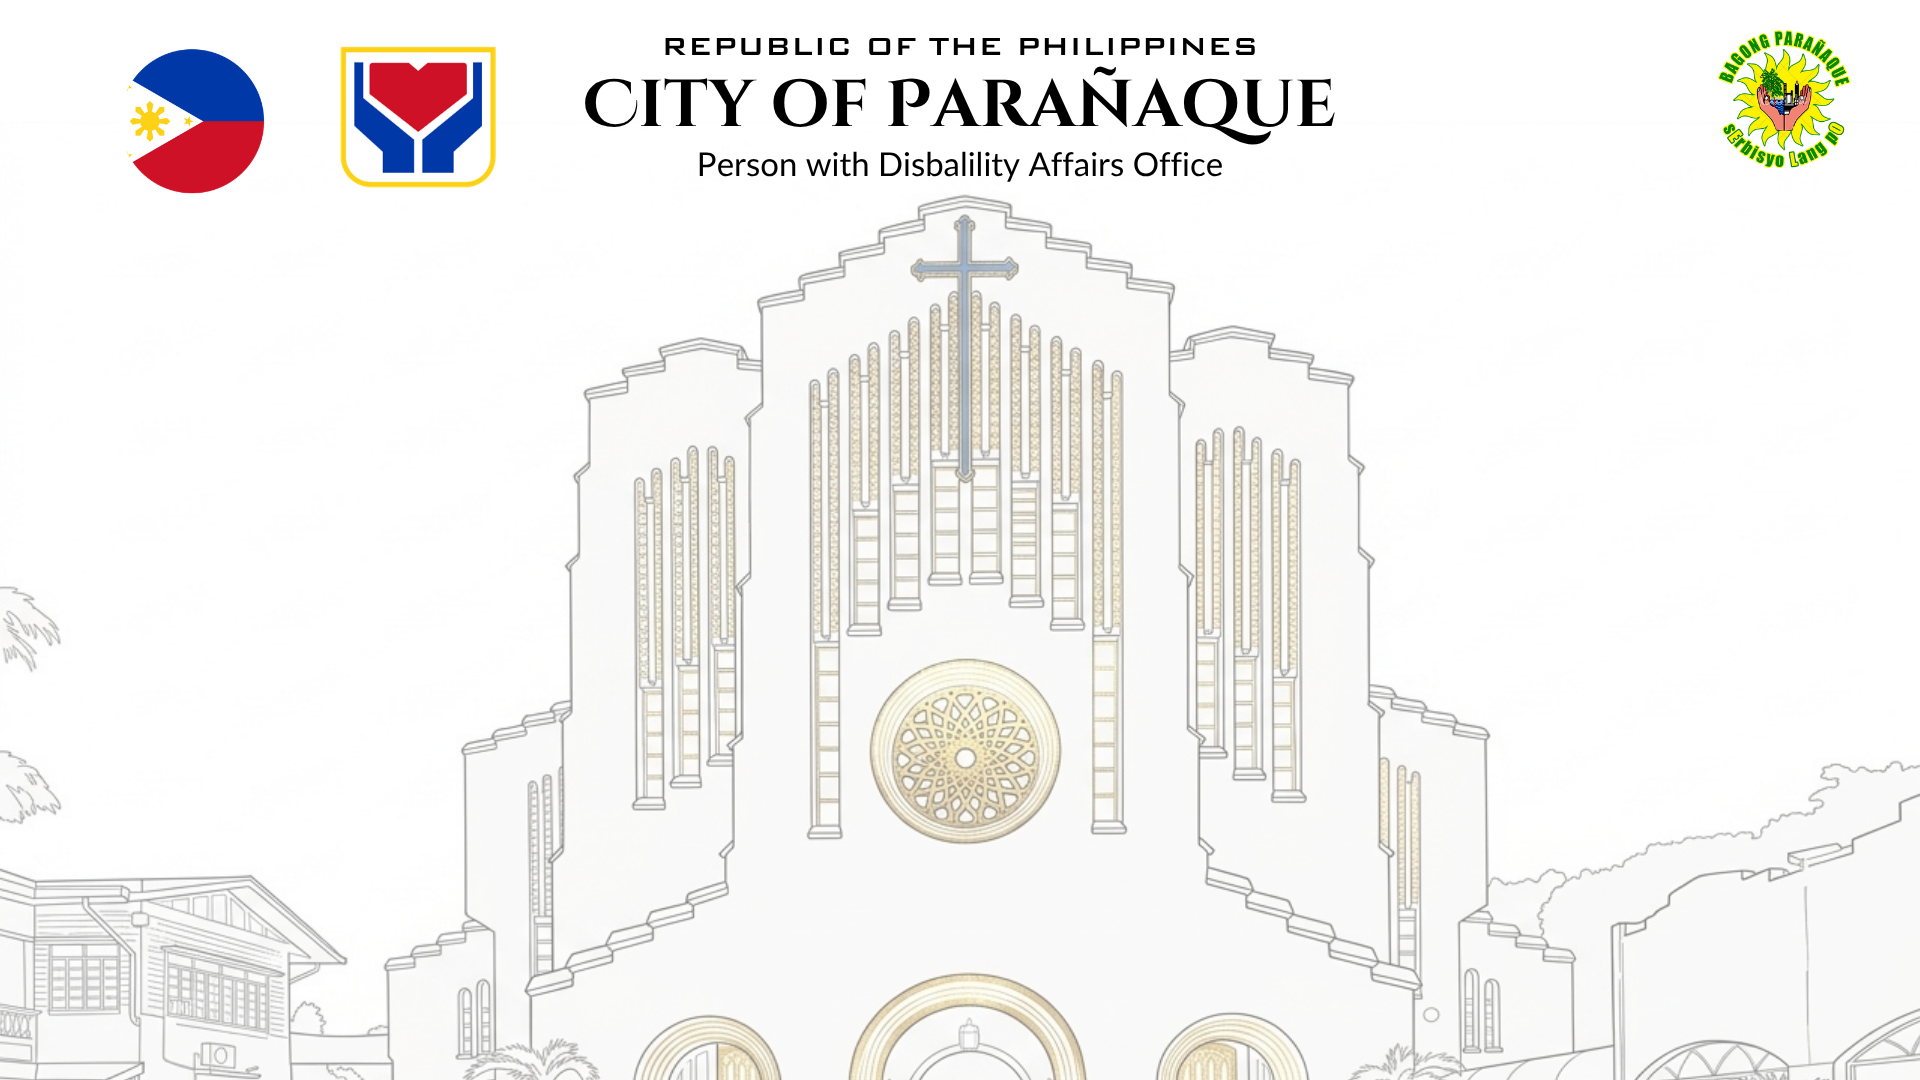 REPUBLIC OF THE PHILIPPINES
CITY OF PARAÑAQUE
Person with Disbalility Affairs Office
BAGONG PARAÑAQUE
SErbisyo Lang pO